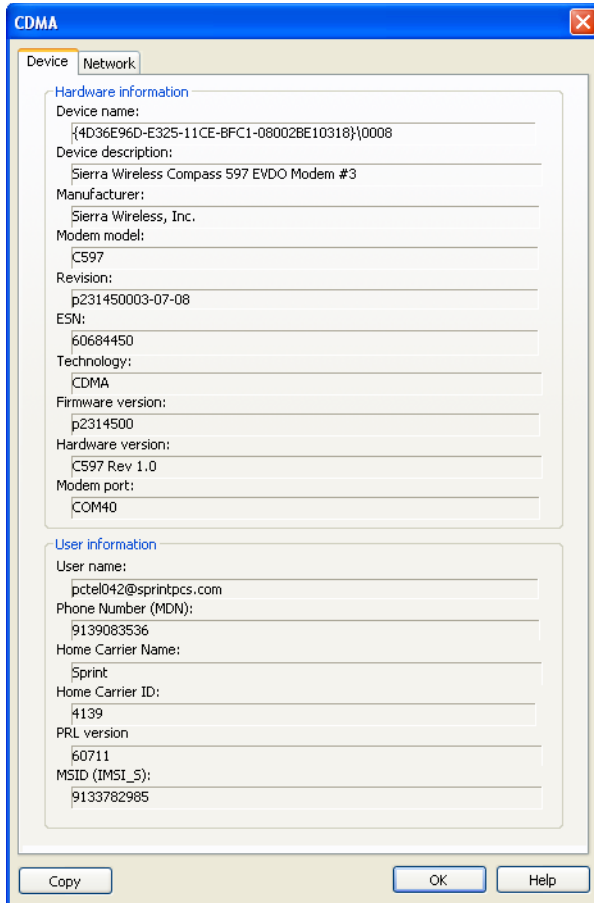 CDMA
Device
Network
Hardware information
Device name:
{4D36E96D-E325-11CE-BFC1-08002BE10318}\0008
Device description:
Sierra Wireless Compass 597 EVDO Modem #3
Manufacturer:
Sierra Wireless, Inc.
Modem model:
C597
Revision:
p231450003-07-08
ESN:
60684450
Technology:
CDMA
Firmware version:
p2314500
Hardware version:
C597 Rev 1.0
Modem port:
COM40
User information
User name:
pctel042@sprintpcs.com
Phone Number (MDN):
9139083536
Home Carrier Name:
Sprint
Home Carrier ID:
4139
PRL version
60711
MSID (IMSI_S):
9133782985
Copy
OK
Help